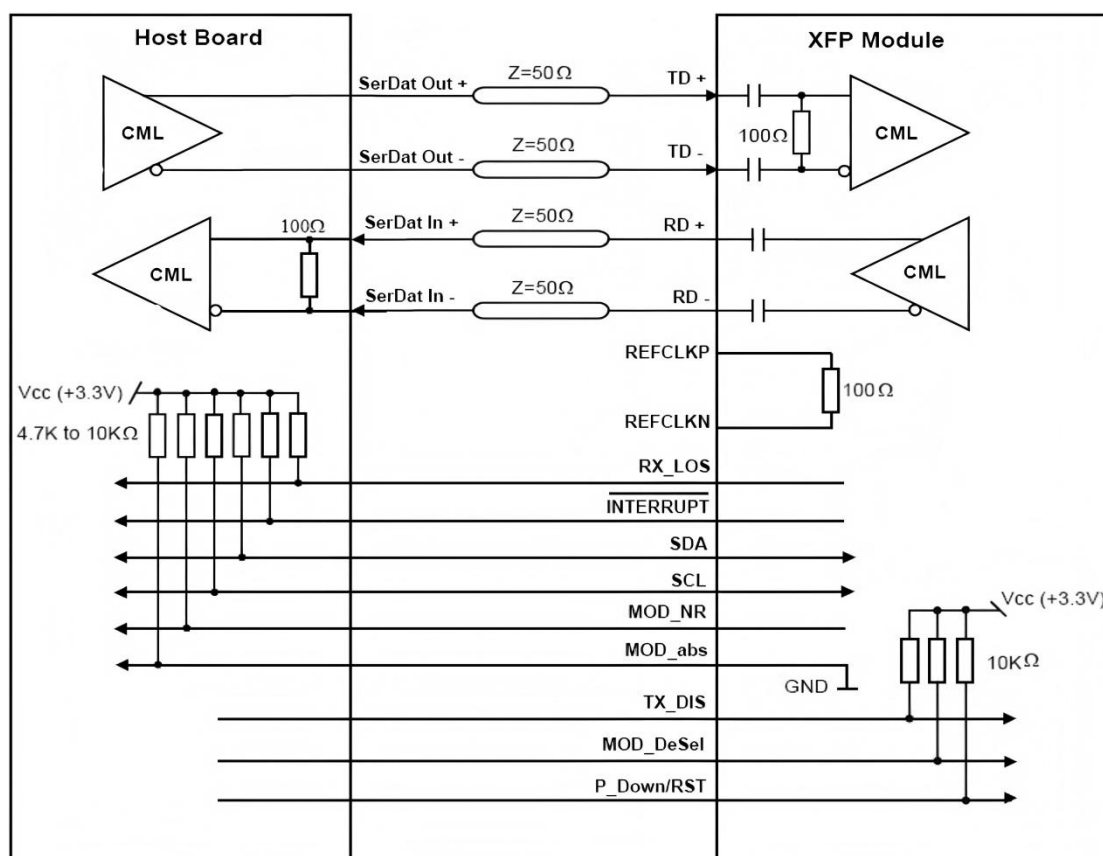 Host Board
XFP Module
SerDat Out +
Z=50Ω
TD +
CML
100Ω
CML
SerDat Out -
Z=50Ω
TD -
100Ω
SerDat In +
Z=50Ω
RD +
CML
CML
SerDat In -
Z=50Ω
RD -
REFCLKP
100Ω
REFCLKN
Vcc (+3.3V)
4.7K to 10KΩ
RX_LOS
INTERRUPT
SDA
SCL
MOD_NR
Vcc (+3.3V)
MOD_abs
10KΩ
GND
TX_DIS
MOD_DeSel
P_Down/RST